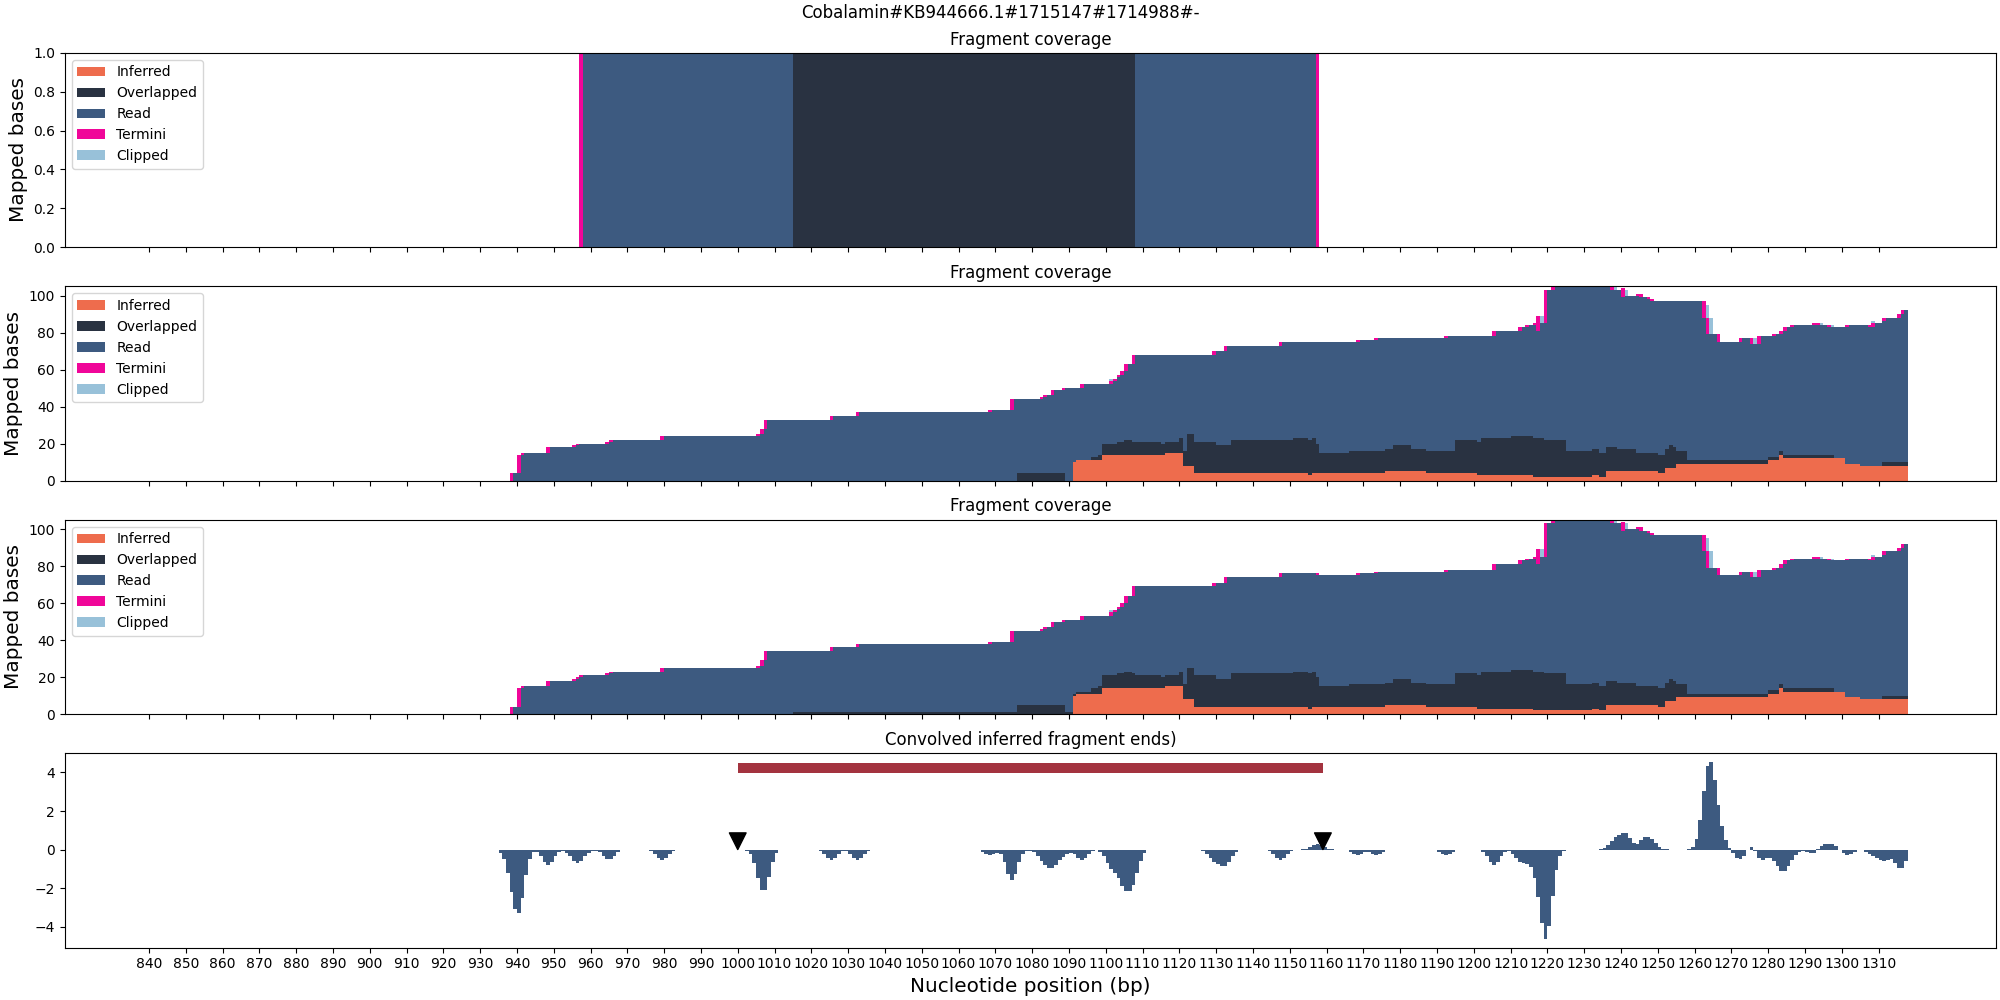 Cobalamin#KB944666.1#1715147#1714988#-
Fragment coverage
Mapped bases
1.0
0.8
0.6
0.4
0.2
0.0
Inferred
Overlapped
Read
Termini
Clipped
Fragment coverage
Mapped bases
100
80
60
40
20
0
Inferred
Overlapped
Read
Termini
Clipped
Fragment coverage
Mapped bases
100
80
60
40
20
0
Inferred
Overlapped
Read
Termini
Clipped
Convolved inferred fragment ends)
4
2
0
−2
−4
840 850 860 870 880 890 900 910 920 930 940 950 960 970 980 990 1000 1010 1020 1030 1040 1050 1060 1070 1080 1090 1100 1110 1120 1130 1140 1150 1160 1170 1180 1190 1200 1210 1220 1230 1240 1250 1260 1270 1280 1290 1300 1310
Nucleotide position (bp)